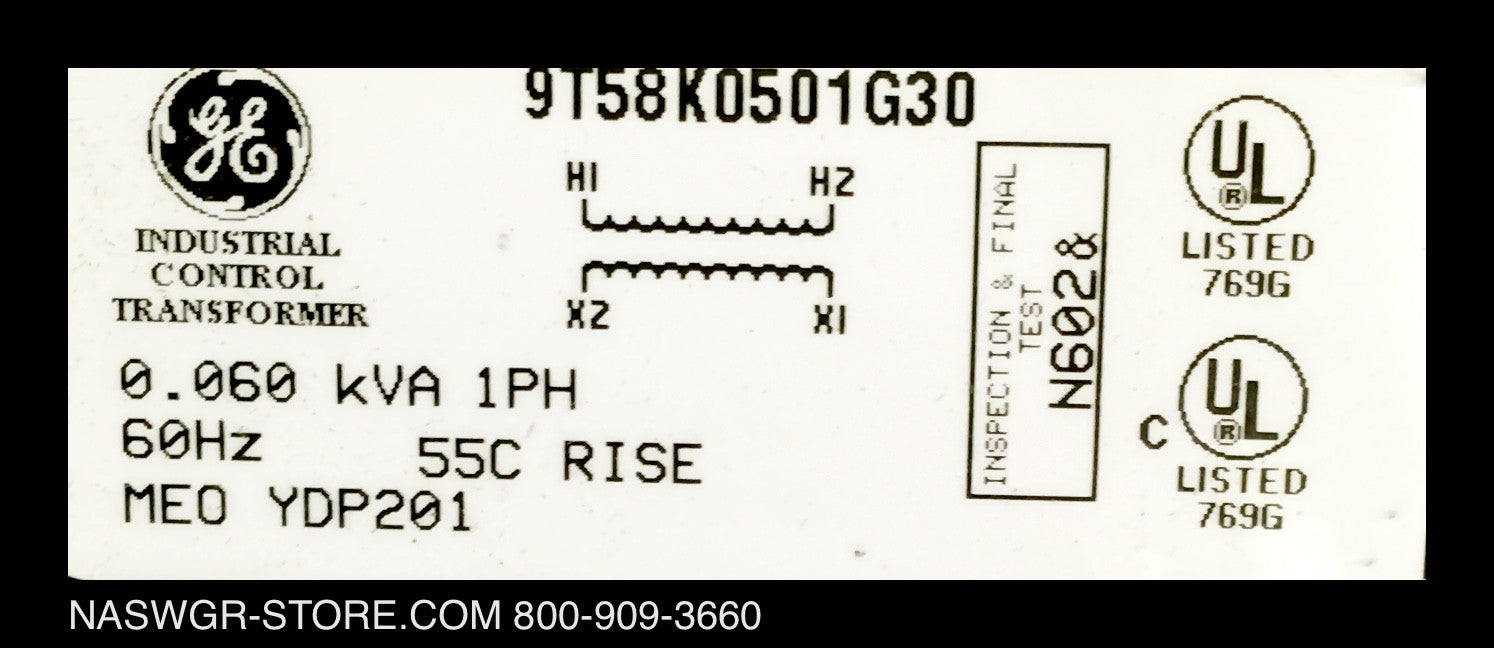 9T58K0501G30
GE
INDUSTRIAL
CONTROL
TRANSFORMER
H1 H2
X2 X1
0.060 kVA 1PH
60Hz 55C RISE
MEO YDP201
INSPECTION & FINAL
TEST
N6028
UL
®
LISTED
769G
C UL
®
LISTED
769G
NASWGR-STORE.COM 800-909-3660